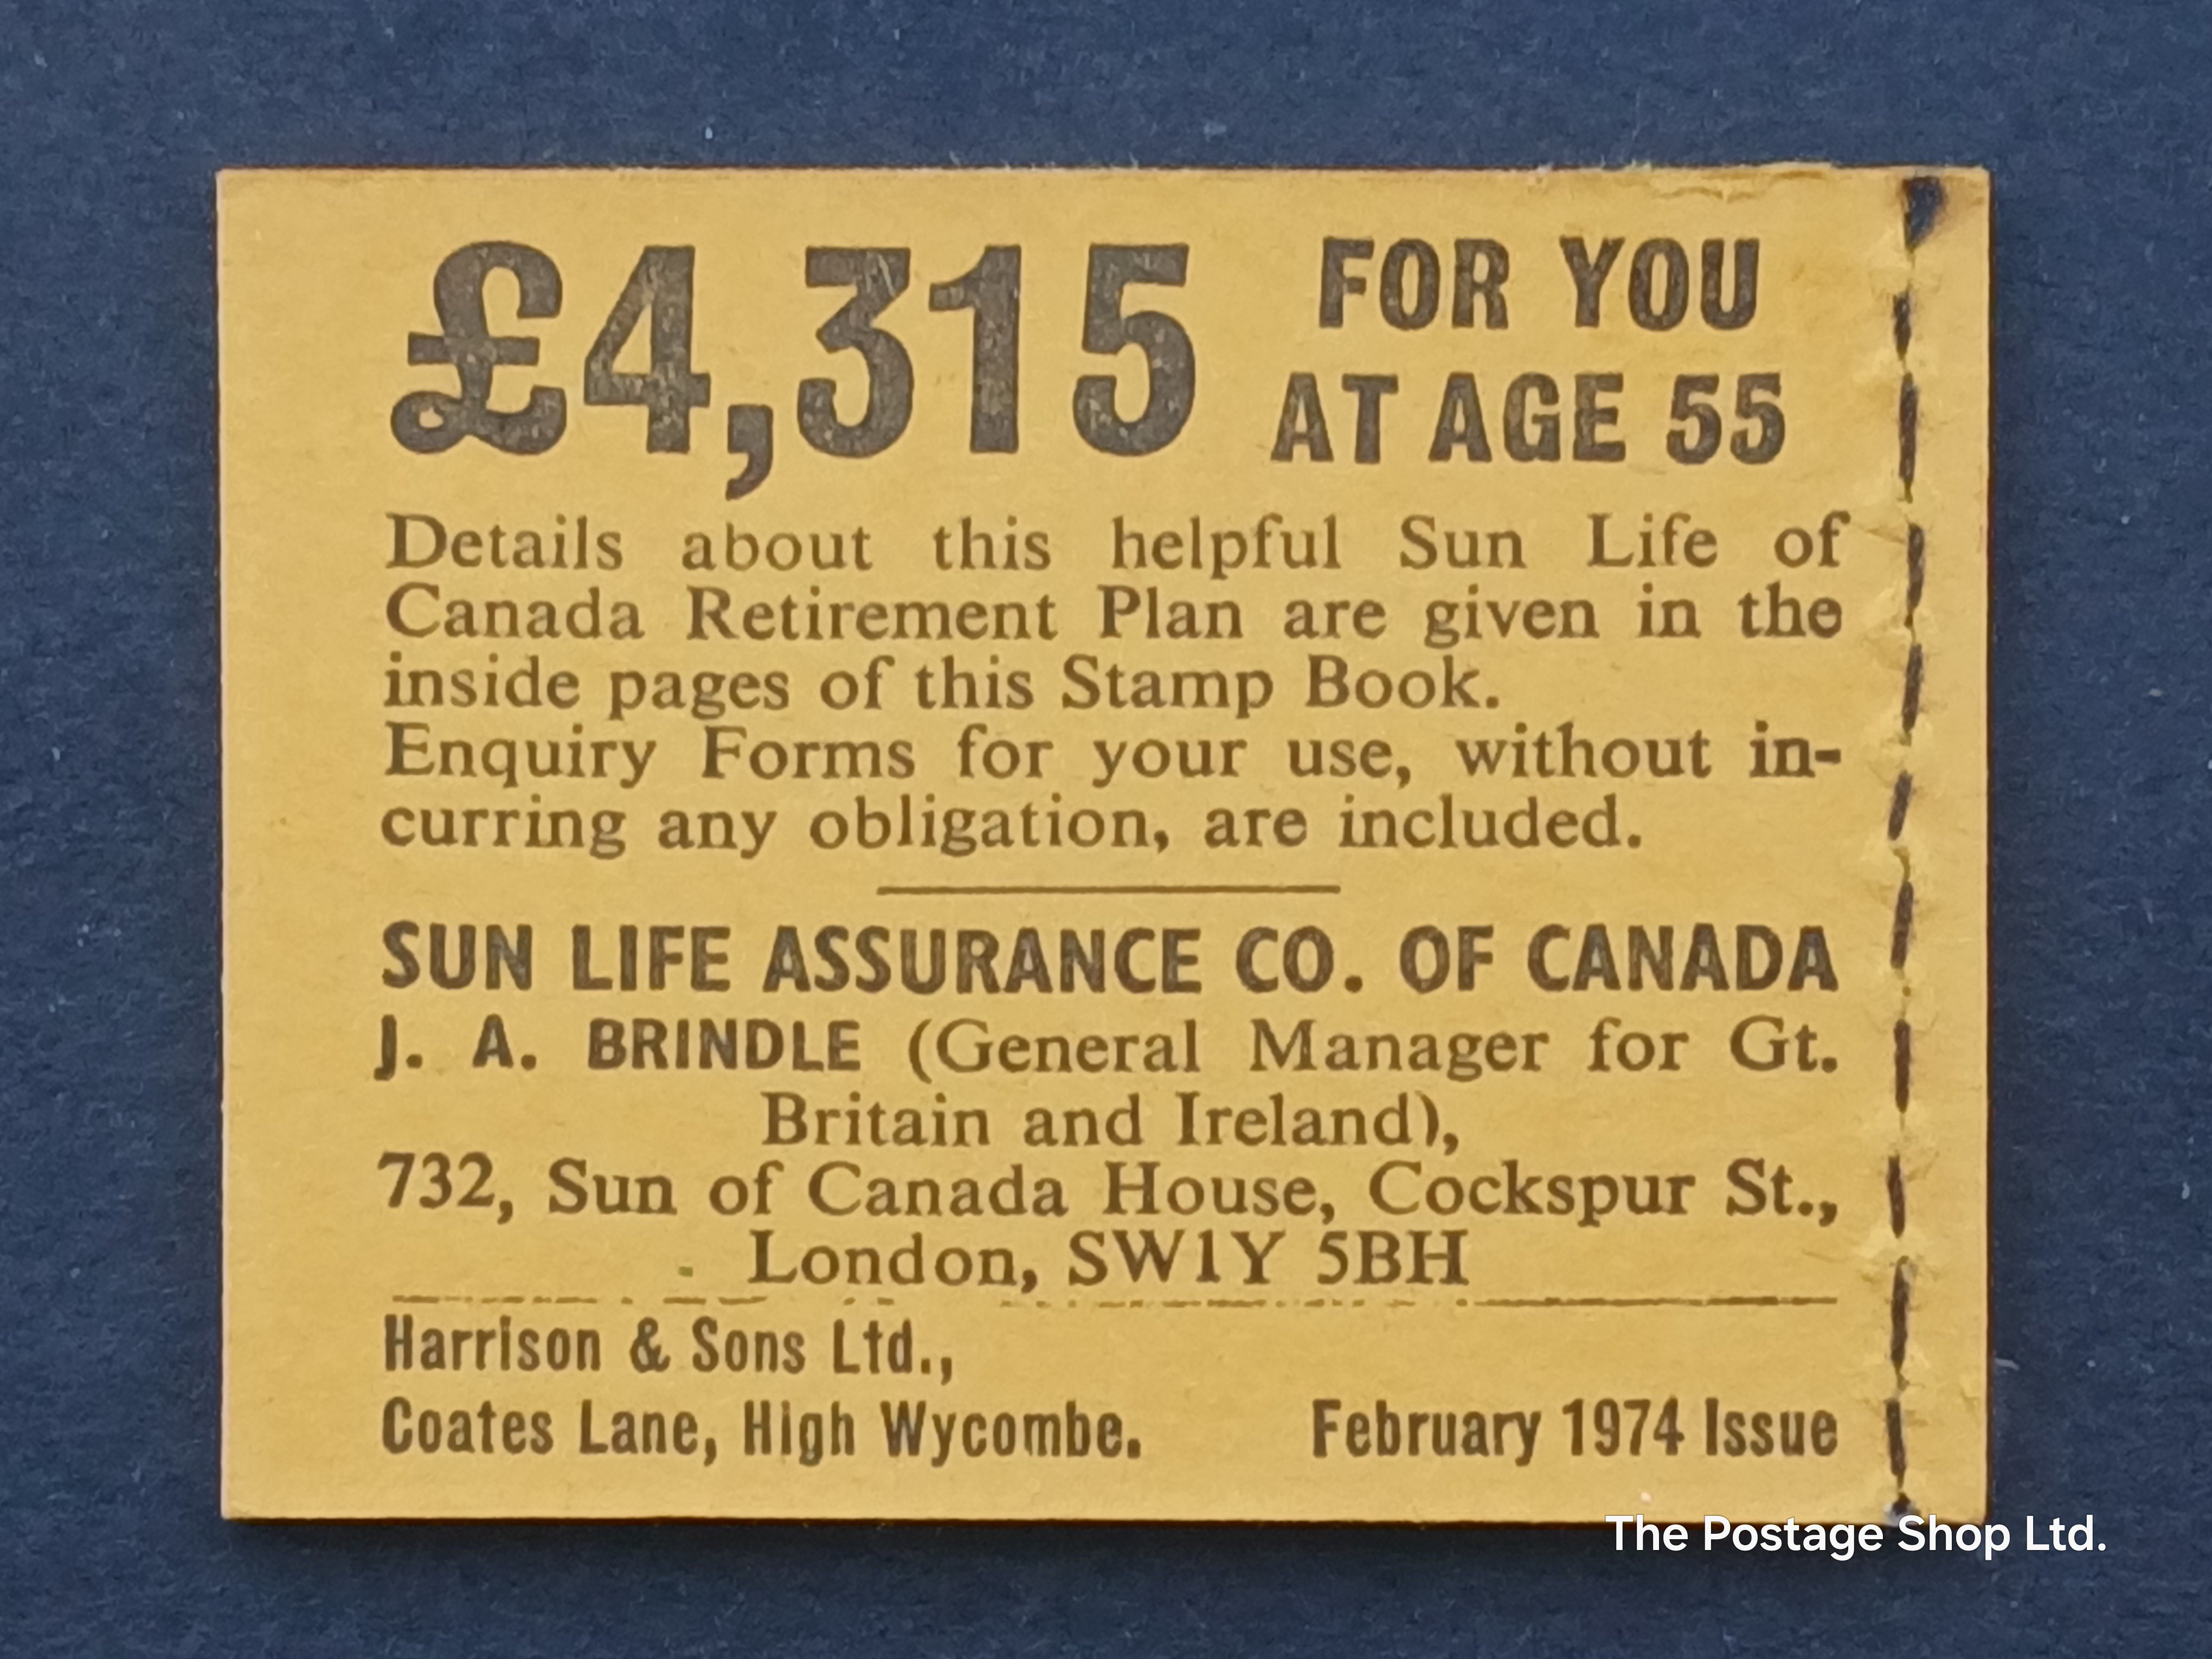 £4,315 FOR YOU
AT AGE 55
Details about this helpful Sun Life of
Canada Retirement Plan are given in the
inside pages of this Stamp Book.
Enquiry Forms for your use, without in-
curring any obligation, are included.
SUN LIFE ASSURANCE CO. OF CANADA
J. A. BRINDLE (General Manager for Gt.
Britain and Ireland),
732, Sun of Canada House, Cockspur St.,
London, SW1Y 5BH
Harrison & Sons Ltd.,
Coates Lane, High Wycombe. February 1974 Issue
The Postage Shop Ltd.